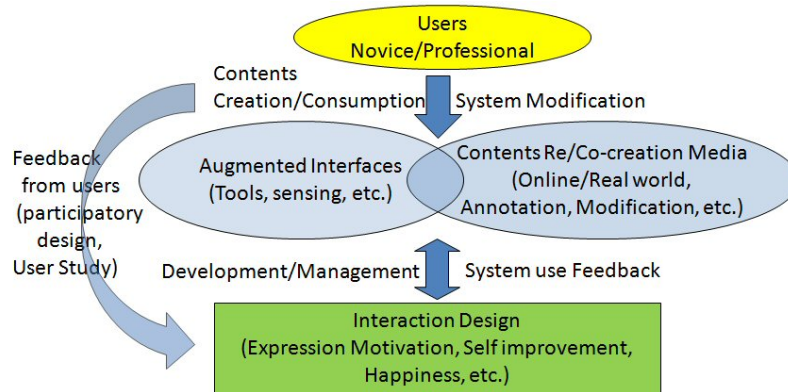 Users
Novice/Professional
Contents
Creation/Consumption
System Modification
Feedback
from users
(participatory
design,
User Study)
Augmented Interfaces
(Tools, sensing, etc.)
Contents Re/Co-creation Media
(Online/Real world,
Annotation, Modification, etc.)
Development/Management
System use Feedback
Interaction Design
(Expression Motivation, Self improvement,
Happiness, etc.)